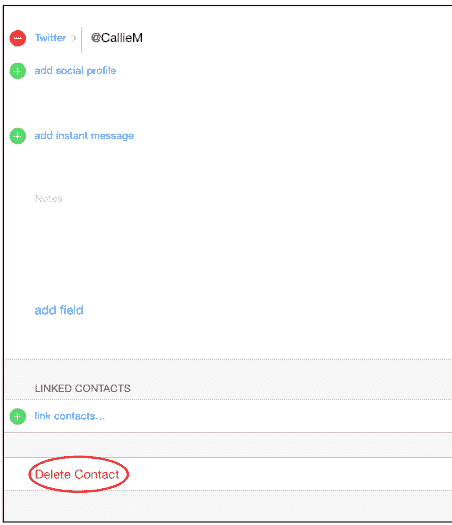 Twitter > @CallieM
add social profile
add instant message
Notes
add field
LINKED CONTACTS
link contacts...
Delete Contact